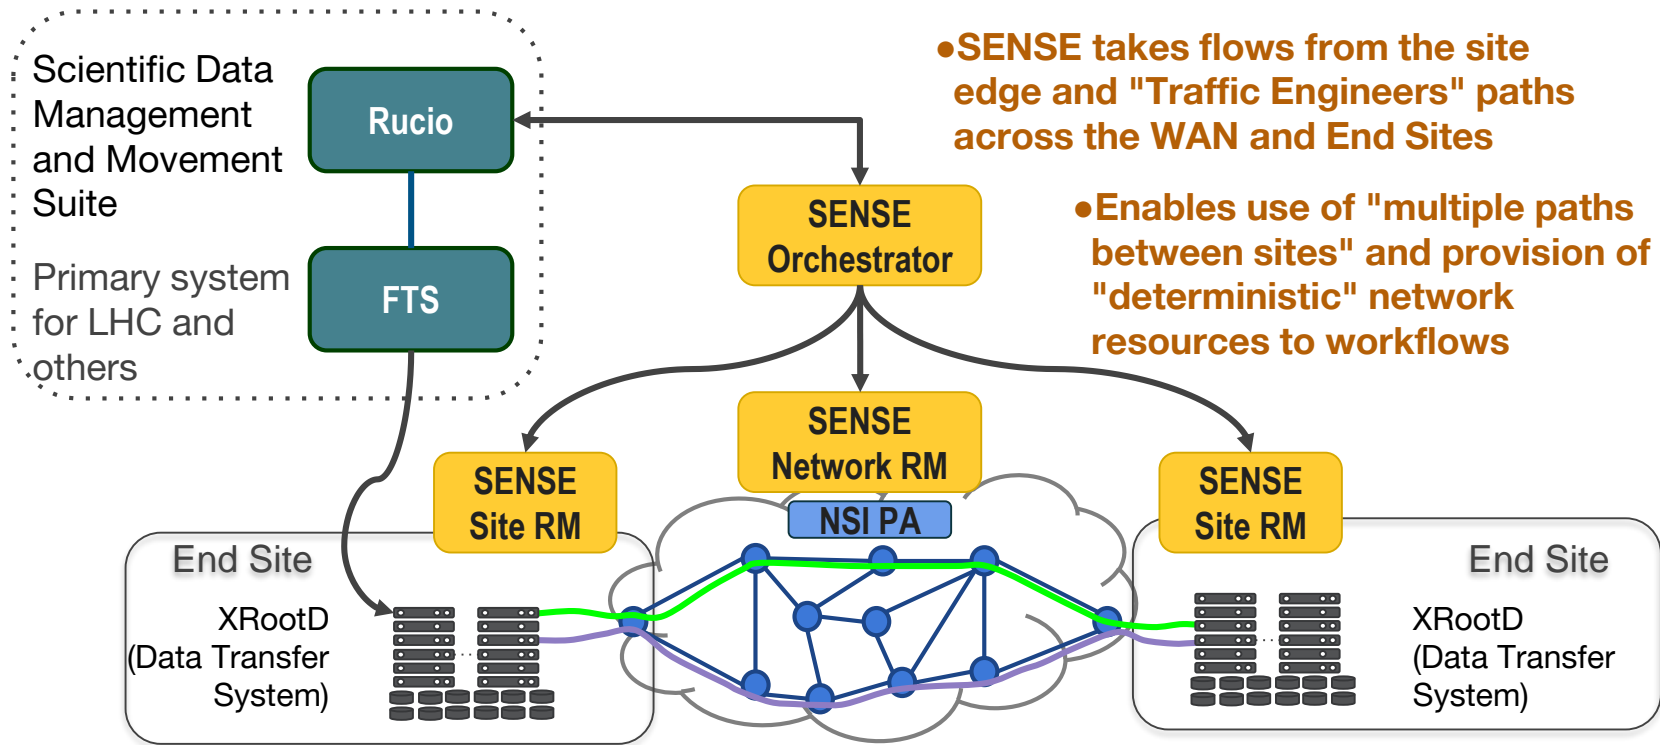 Scientific Data
Management
and Movement
Suite
Primary system
for LHC and
others
Rucio
FTS
●SENSE takes flows from the site
edge and "Traffic Engineers" paths
across the WAN and End Sites
●Enables use of "multiple paths
between sites" and provision of
"deterministic" network
resources to workflows
SENSE
Orchestrator
SENSE
Network RM
NSI PA
SENSE
Site RM
SENSE
Site RM
End Site
XRootD
(Data Transfer
System)
End Site
XRootD
(Data Transfer
System)